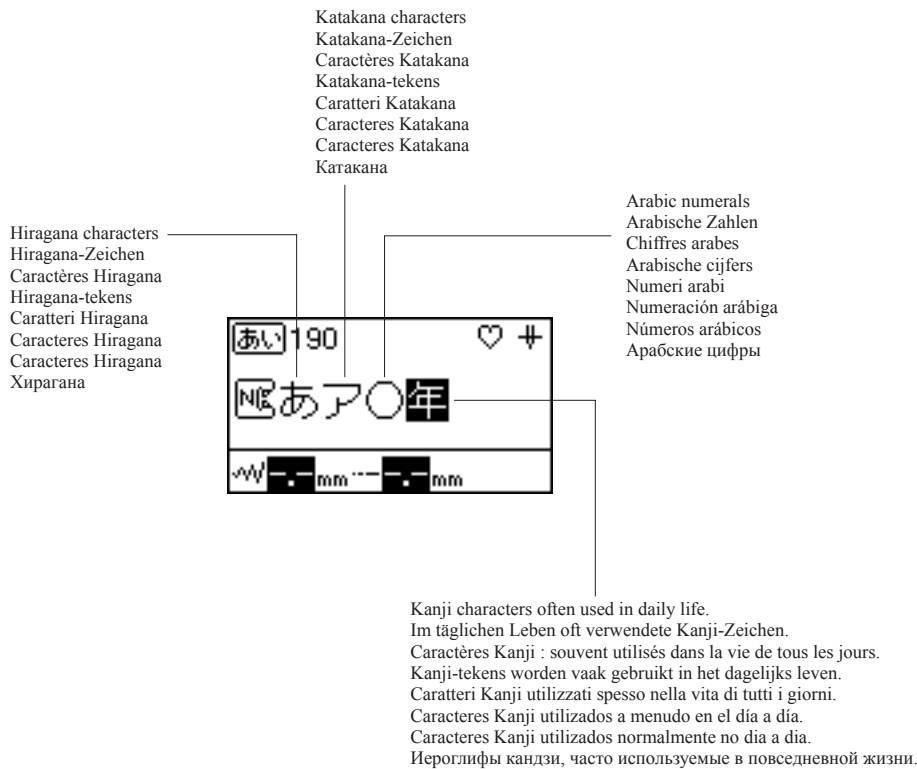 Katakana characters
Katakana-Zeichen
Caractères Katakana
Katakana-tekens
Caratteri Katakana
Caracteres Katakana
Caracteres Katakana
Катакана
Hiragana characters
Hiragana-Zeichen
Caractères Hiragana
Hiragana-tekens
Caratteri Hiragana
Caracteres Hiragana
Caracteres Hiragana
Хирагана
Arabic numerals
Arabische Zahlen
Chiffres arabes
Arabische cijfers
Numeri arabi
Numeración arábiga
Números arábicos
Арабские цифры
あい 190
あア○年
mm mm
Kanji characters often used in daily life.
Im täglichen Leben oft verwendete Kanji-Zeichen.
Caractères Kanji : souvent utilisés dans la vie de tous les jours.
Kanji-tekens worden vaak gebruikt in het dagelijks leven.
Caratteri Kanji utilizzati spesso nella vita di tutti i giorni.
Caracteres Kanji utilizados a menudo en el día a día.
Caracteres Kanji utilizados normalmente no dia a dia.
Иероглифы кандзи, часто используемые в повседневной жизни.